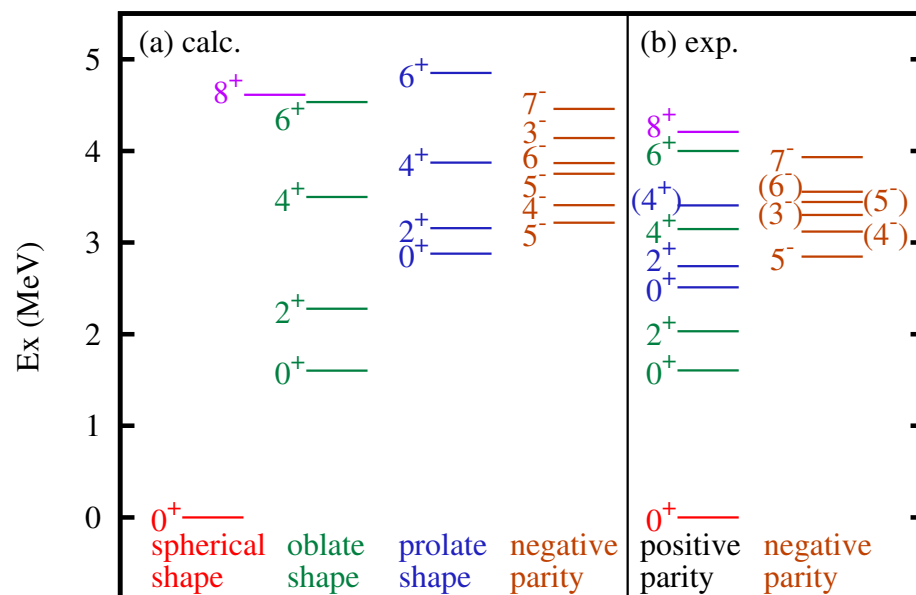 (a) calc.
(b) exp.
Ex (MeV)
5
4
3
2
1
0
8⁺
0⁺
spherical
shape
6⁺
4⁺
2⁺
0⁺
oblate
shape
6⁺
4⁺
2⁺
0⁺
prolate
shape
7⁻
3⁻
6⁻
5⁻
4⁻
5⁻
negative
parity
8⁺
6⁺
(4⁺)
4⁺
2⁺
0⁺
2⁺
0⁺
0⁺
positive
parity
7⁻
(6⁻)
(5⁻)
(3⁻)
(4⁻)
5⁻
negative
parity